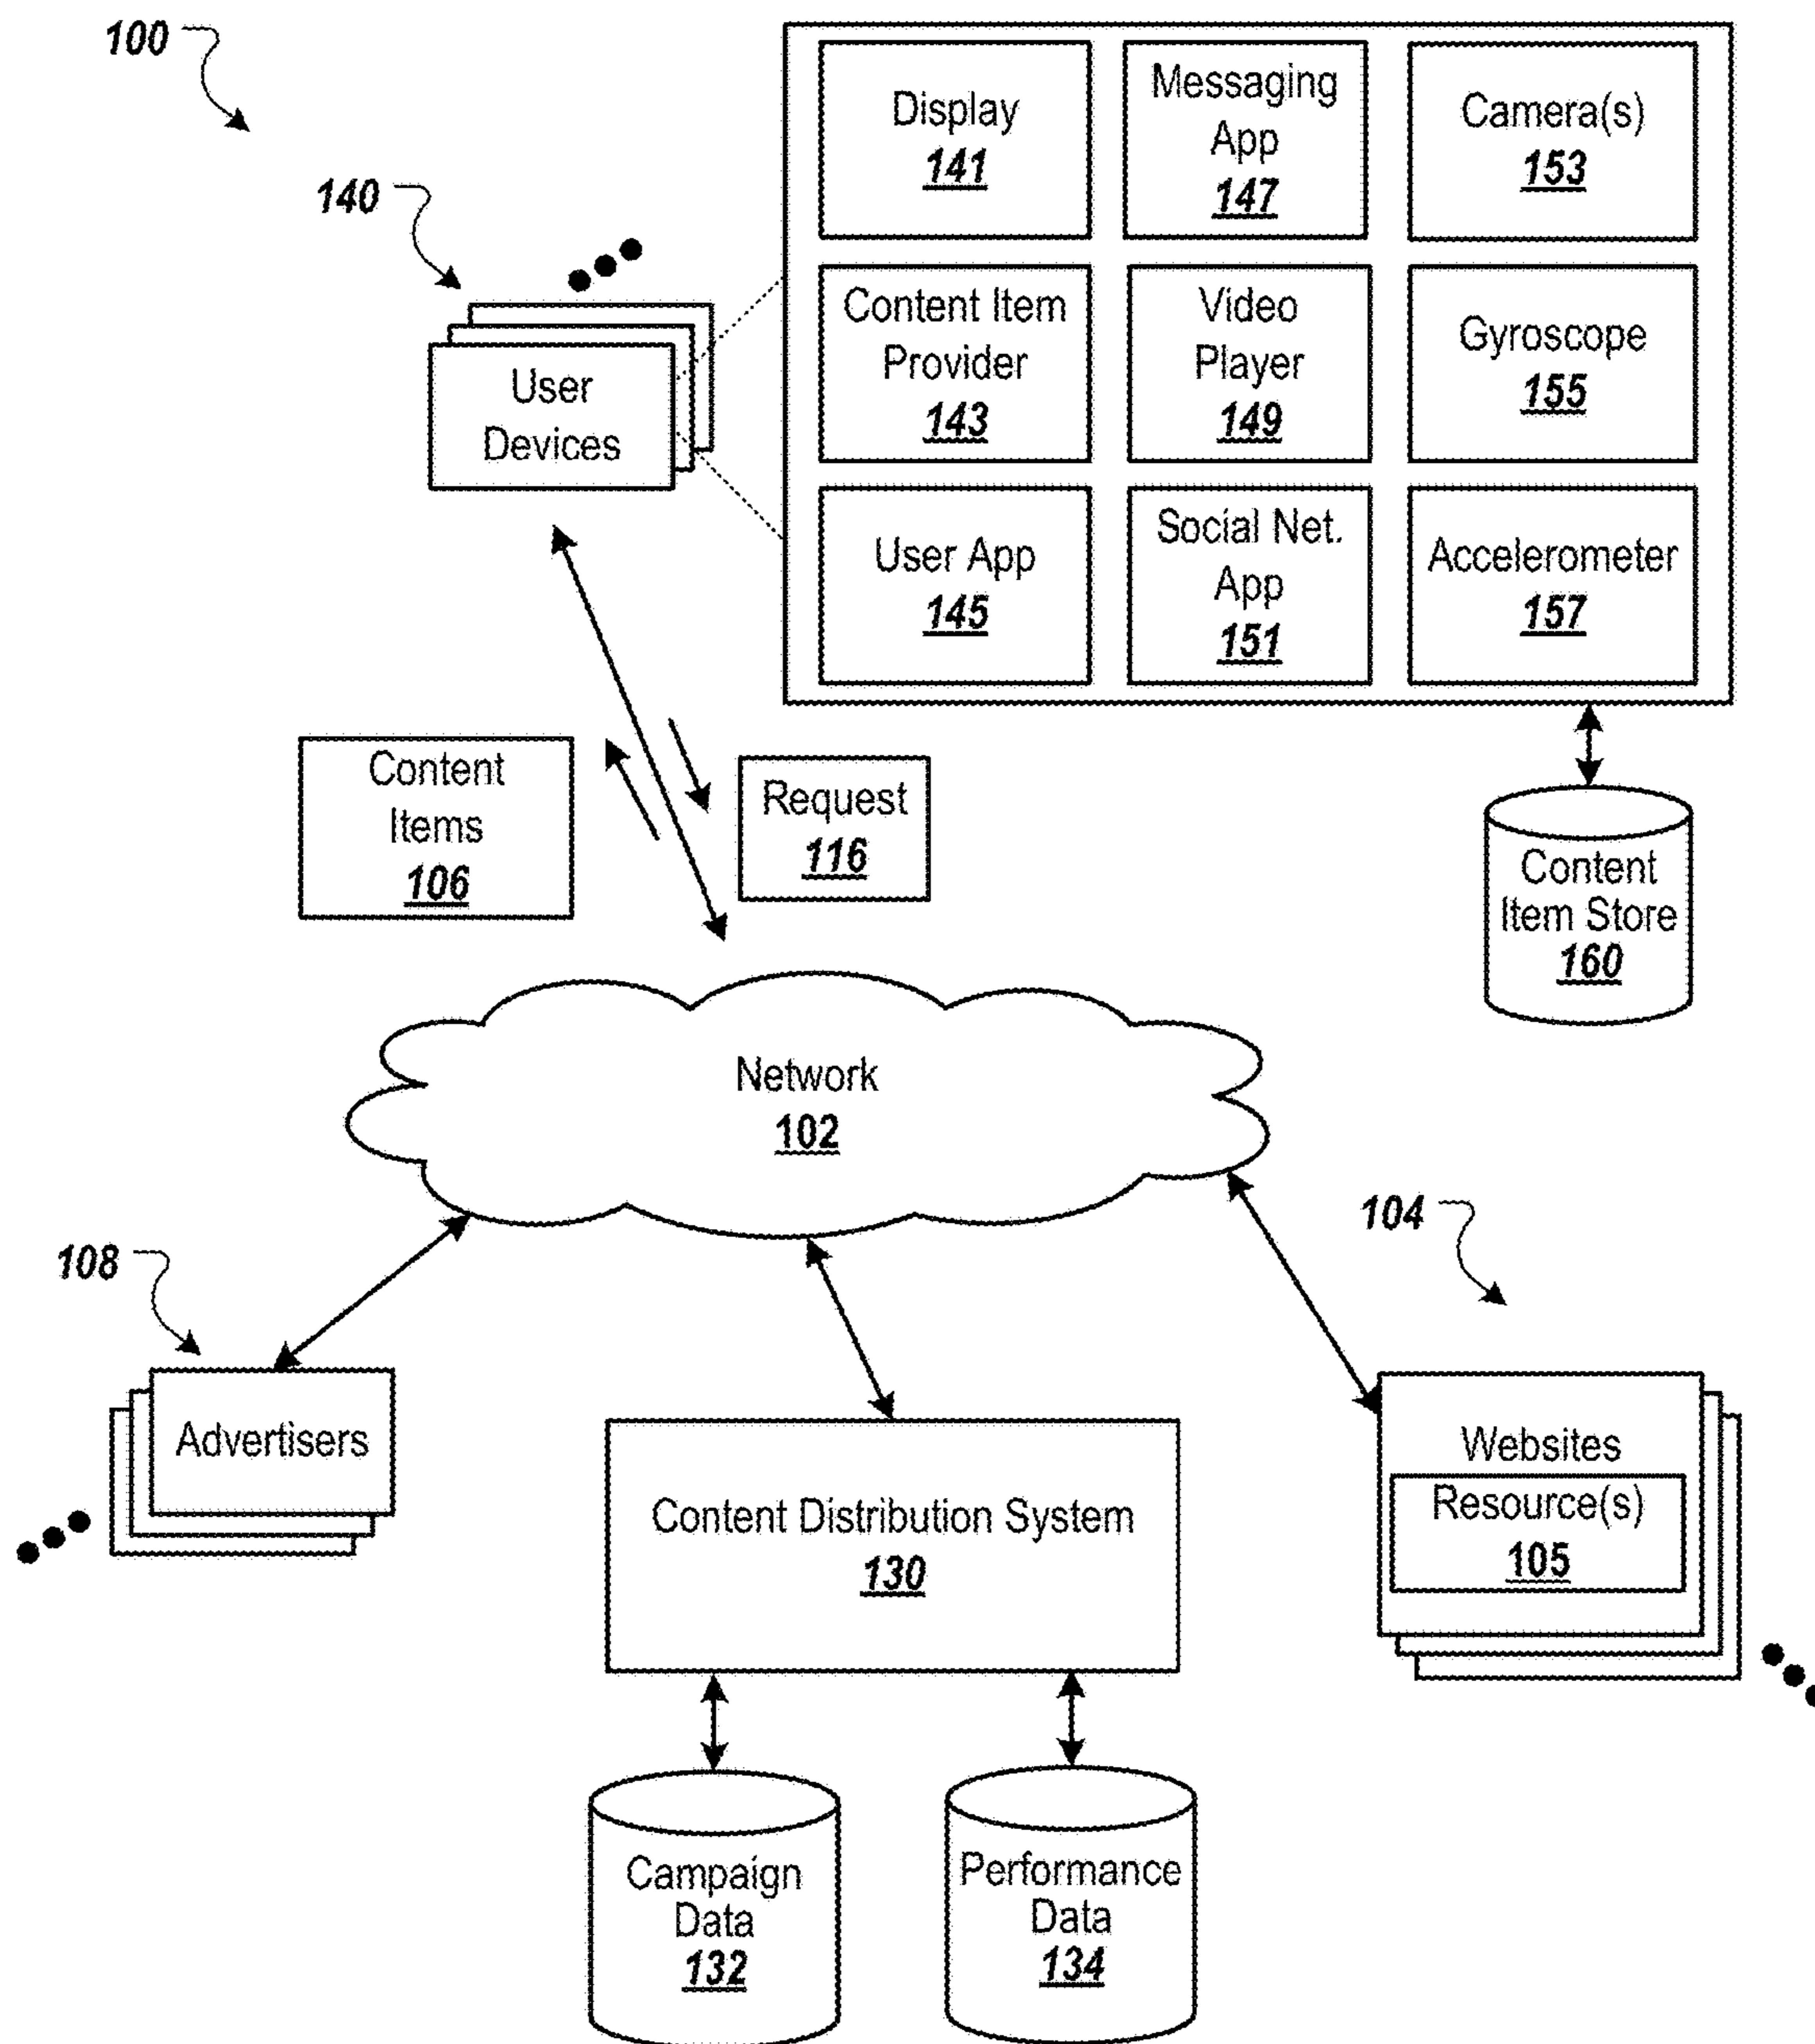 100
140
Display
141
Messaging
App
147
Camera(s)
153
Content Item
Provider
143
Video
Player
149
Gyroscope
155
User App
145
Social Net.
App
151
Accelerometer
157
User
Devices
Content
Items
106
Request
116
Content
Item Store
160
Network
102
108
104
Advertisers
Content Distribution System
130
Websites
Resource(s)
105
Campaign
Data
132
Performance
Data
134